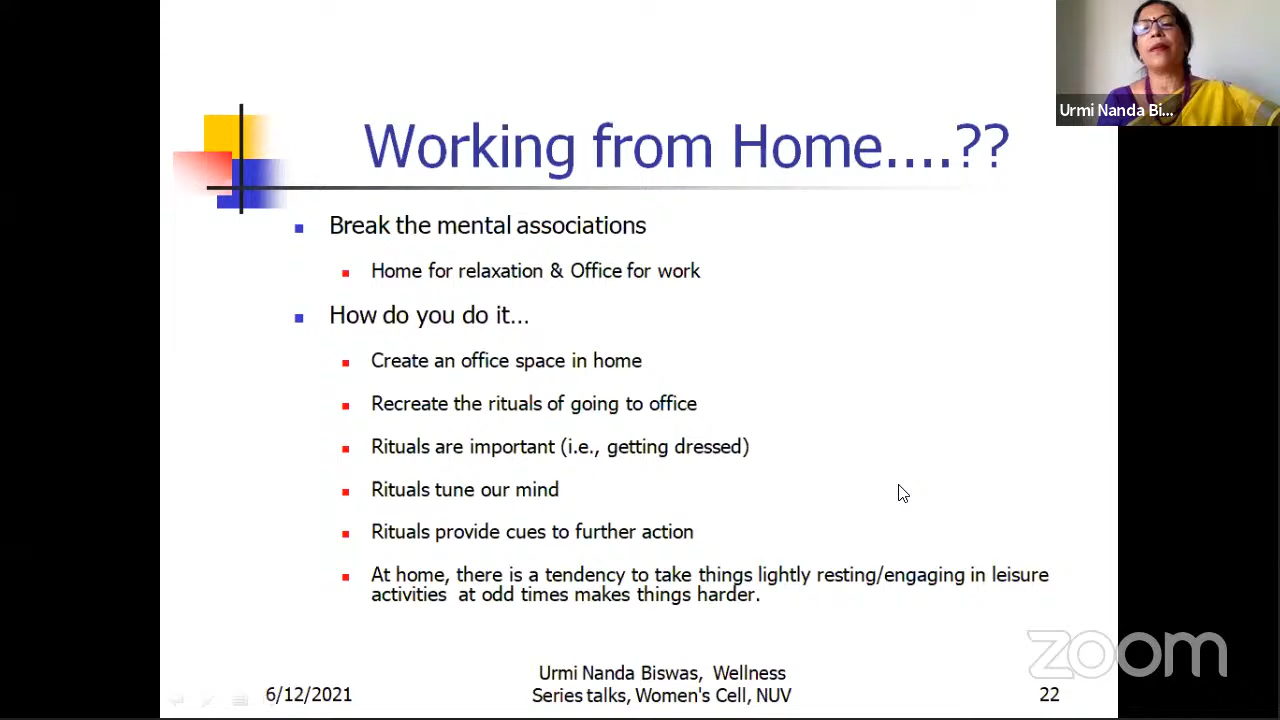 Urmi Nanda Bi...
Working from Home....??
Break the mental associations
Home for relaxation & Office for work
How do you do it...
Create an office space in home
Recreate the rituals of going to office
Rituals are important (i.e., getting dressed)
Rituals tune our mind
Rituals provide cues to further action
At home, there is a tendency to take things lightly resting/engaging in leisure
activities at odd times makes things harder.
6/12/2021
Urmi Nanda Biswas, Wellness
Series talks, Women's Cell, NUV
22
zoom